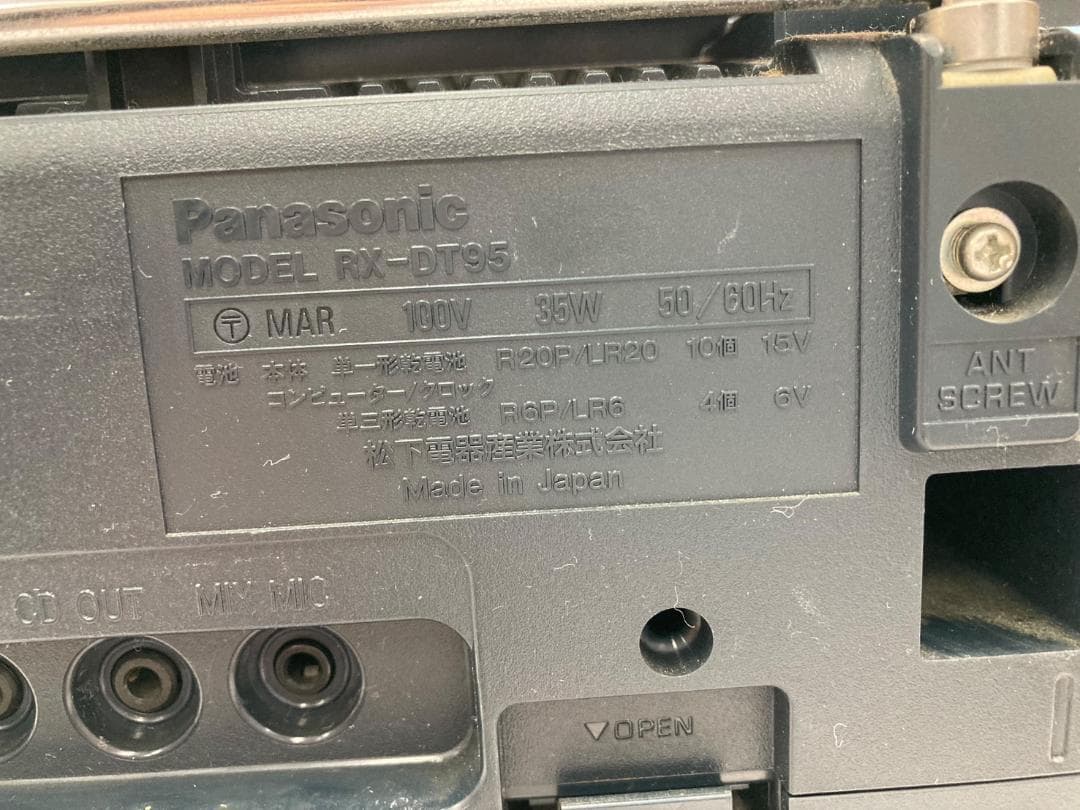 Panasonic
MODEL RX-DT95
〒 MAR 100V 35W 50/60Hz
電池 本体 単一形乾電池 R20P/LR20 10個 15V
コンピューター/クロック
単三形乾電池 R6P/LR6 4個 6V
松下電器産業株式会社
Made in Japan
ANT
SCREW
CD OUT MIX MIC
▽OPEN